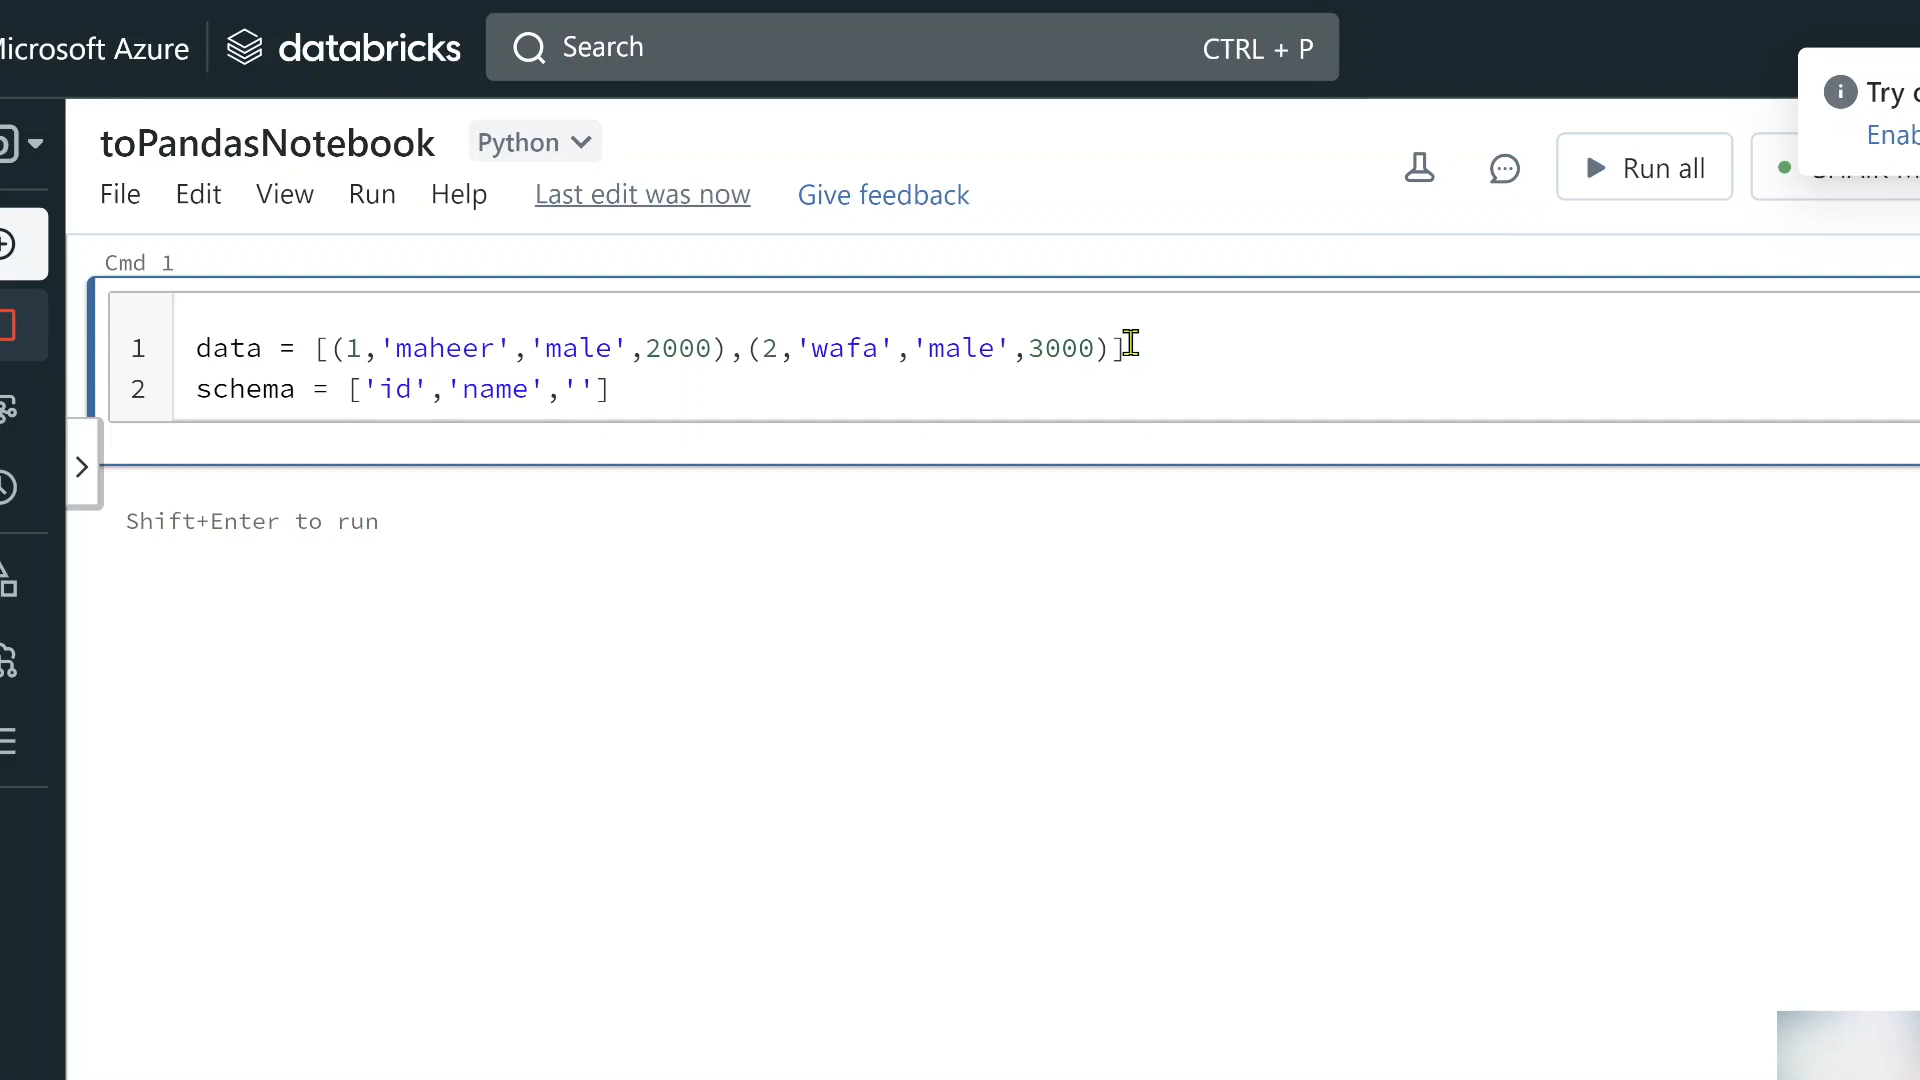 Microsoft Azure databricks Search CTRL + P
Try
toPandasNotebook Python
Run all
File Edit View Run Help Last edit was now Give feedback
Cmd 1
1 data = [(1,'maheer','male',2000),(2,'wafa','male',3000)]
2 schema = ['id','name','']
Shift+Enter to run